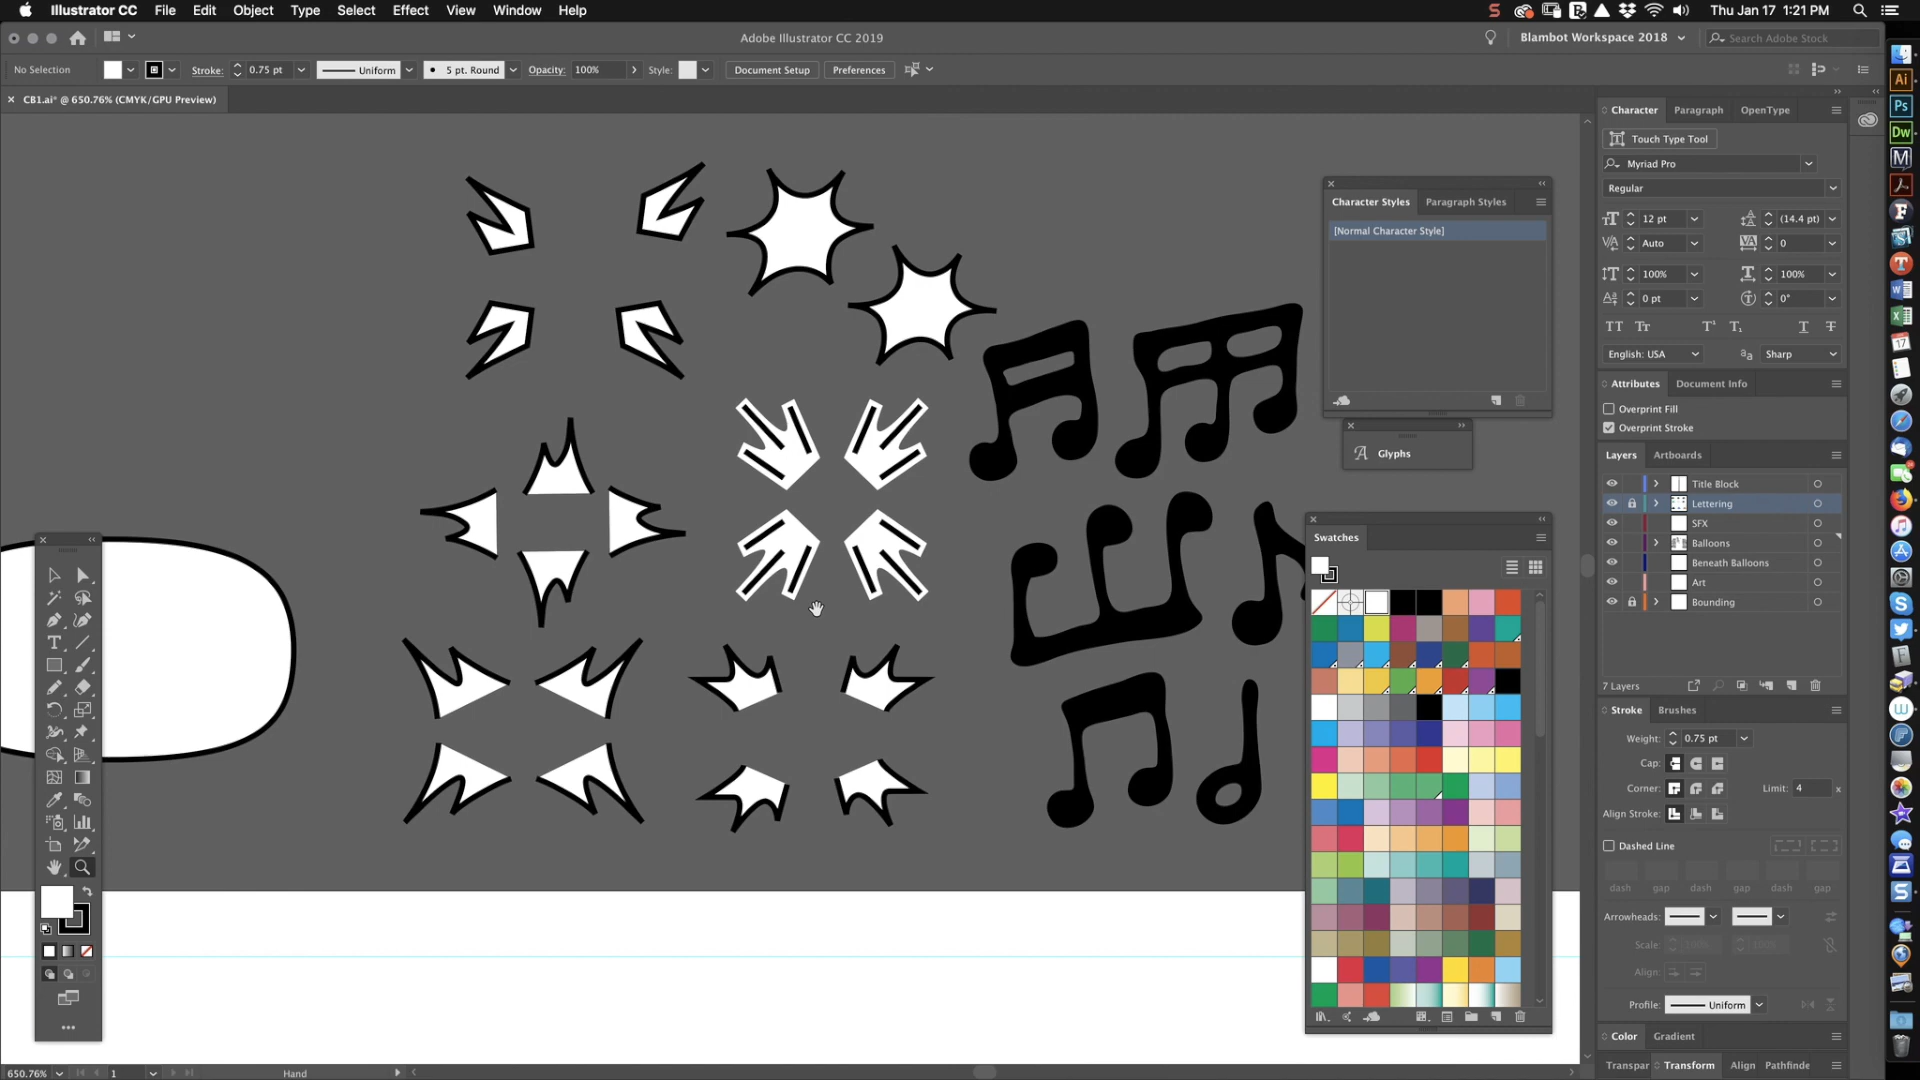 Illustrator CC File Edit Object Type Select Effect View Window Help
Thu Jan 17 1:21 PM
Adobe Illustrator CC 2019
Blambot Workspace 2018
Search Adobe Stock
No Selection
Stroke: 0.75 pt
Uniform
5 pt. Round
Opacity: 100%
Style:
Document Setup
Preferences
CB1.ai* @ 650.76% (CMYK/GPU Preview)
Character Paragraph OpenType
Touch Type Tool
Myriad Pro
Regular
12 pt (14.4 pt)
Auto 0
100% 100%
0 pt 0°
English: USA Sharp
Character Styles Paragraph Styles
[Normal Character Style]
Glyphs
Attributes Document Info
Overprint Fill
Overprint Stroke
Layers Artboards
Title Block
Lettering
SFX
Balloons
Beneath Balloons
Art
Bounding
7 Layers
Swatches
Stroke Brushes
Weight: 0.75 pt
Cap:
Corner: Limit: 4 x
Align Stroke:
Dashed Line
dash gap dash gap dash gap
Arrowheads:
Scale: 100% 100%
Align:
Profile: Uniform
Color Gradient
Transpar Transform Align Pathfinde
650.76% 1 Hand
Ai
Ps
Dw
17